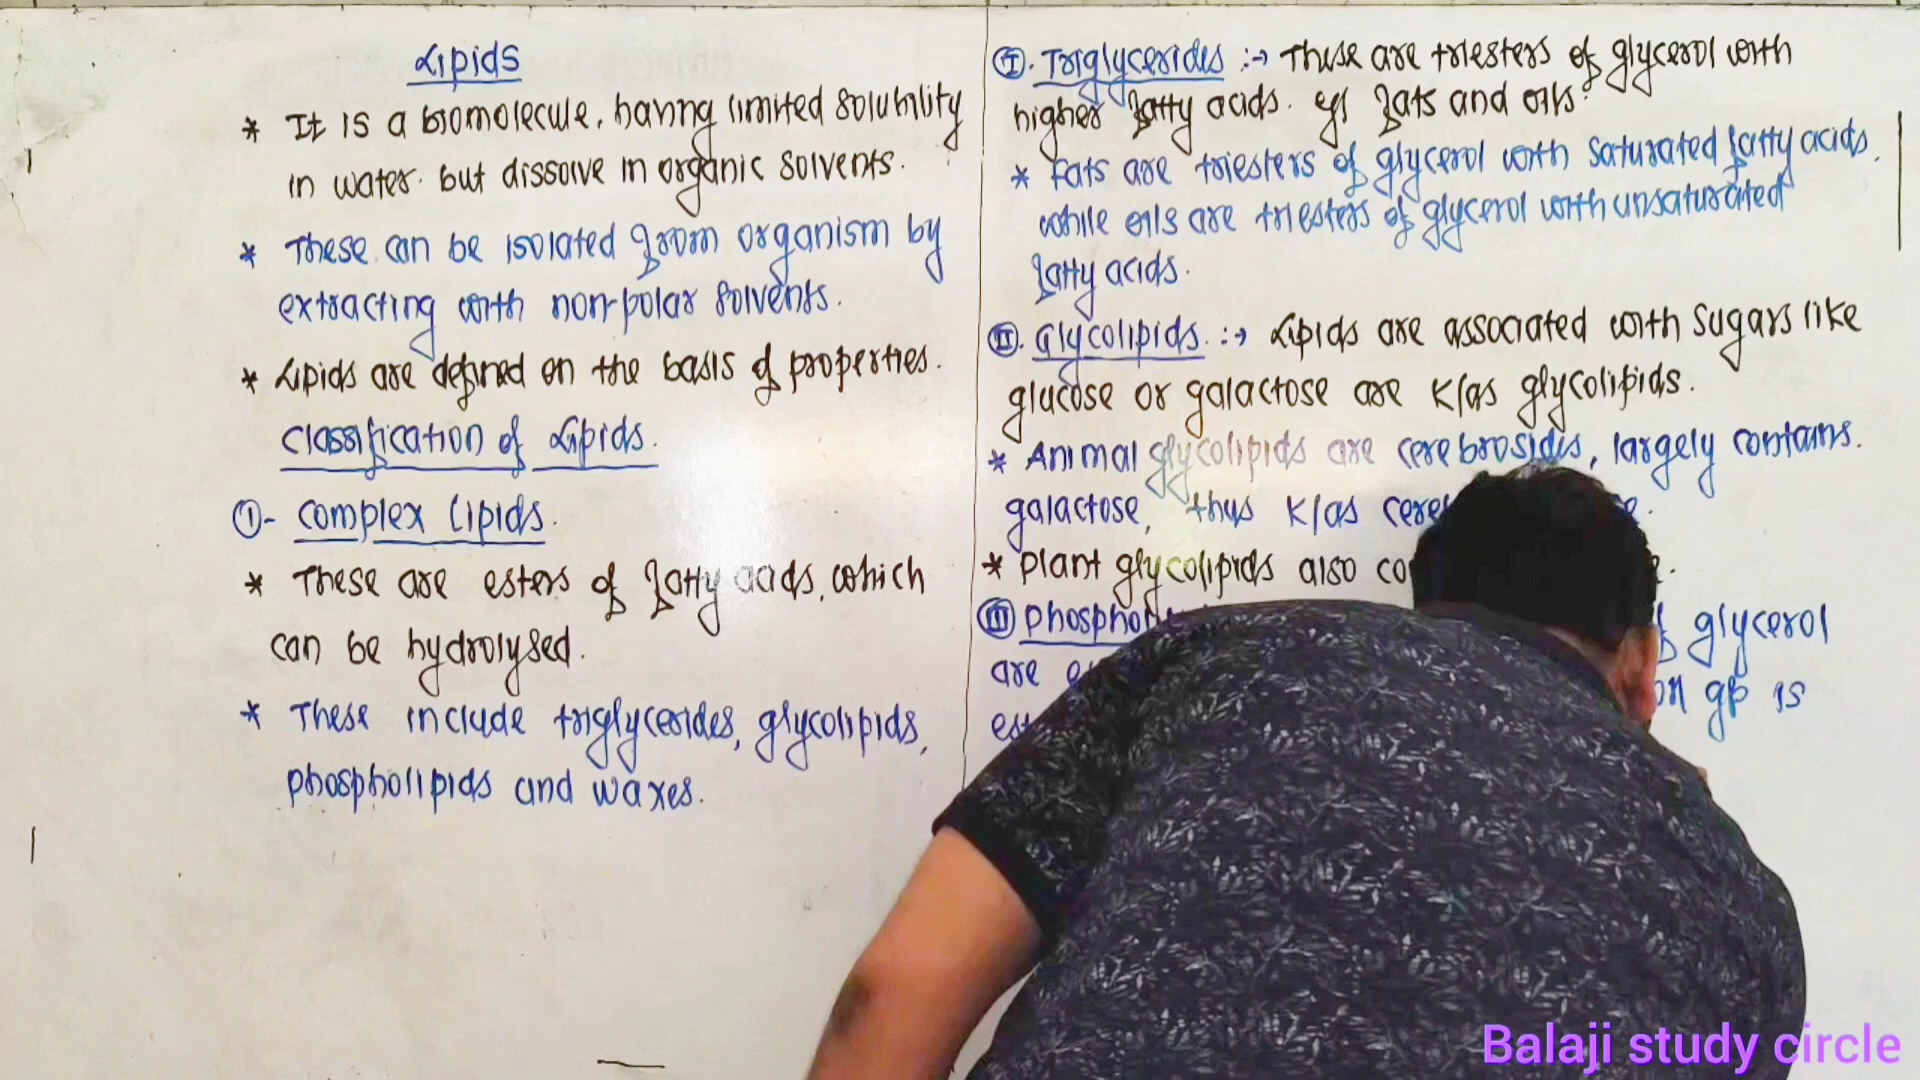 Lipids
* It is a biomolecule, having limited solubility
in water. but dissolve in organic solvents.
* These can be isolated from organism by
extracting with non-polar solvents.
* Lipids are defined on the basis of properties.
Classification of Lipids.
①- Complex Lipids.
* These are esters of fatty acids, which
can be hydrolysed.
* These include triglycerides, glycolipids,
phospholipids and waxes.
Ⓘ. Triglycerides :→ These are triesters of glycerol with
higher fatty acids. eg fats and oils.
* Fats are triesters of glycerol with saturated fatty acids.
while oils are triesters of glycerol with unsaturated
fatty acids.
II. Glycolipids. :→ Lipids are associated with sugars like
glucose or galactose are K/as glycolipids.
* Animal glycolipids are cerebrosides, largely contains.
galactose, thus K/as
* Plant glycolipids also
III glycerol
are
gp is
Balaji study circle